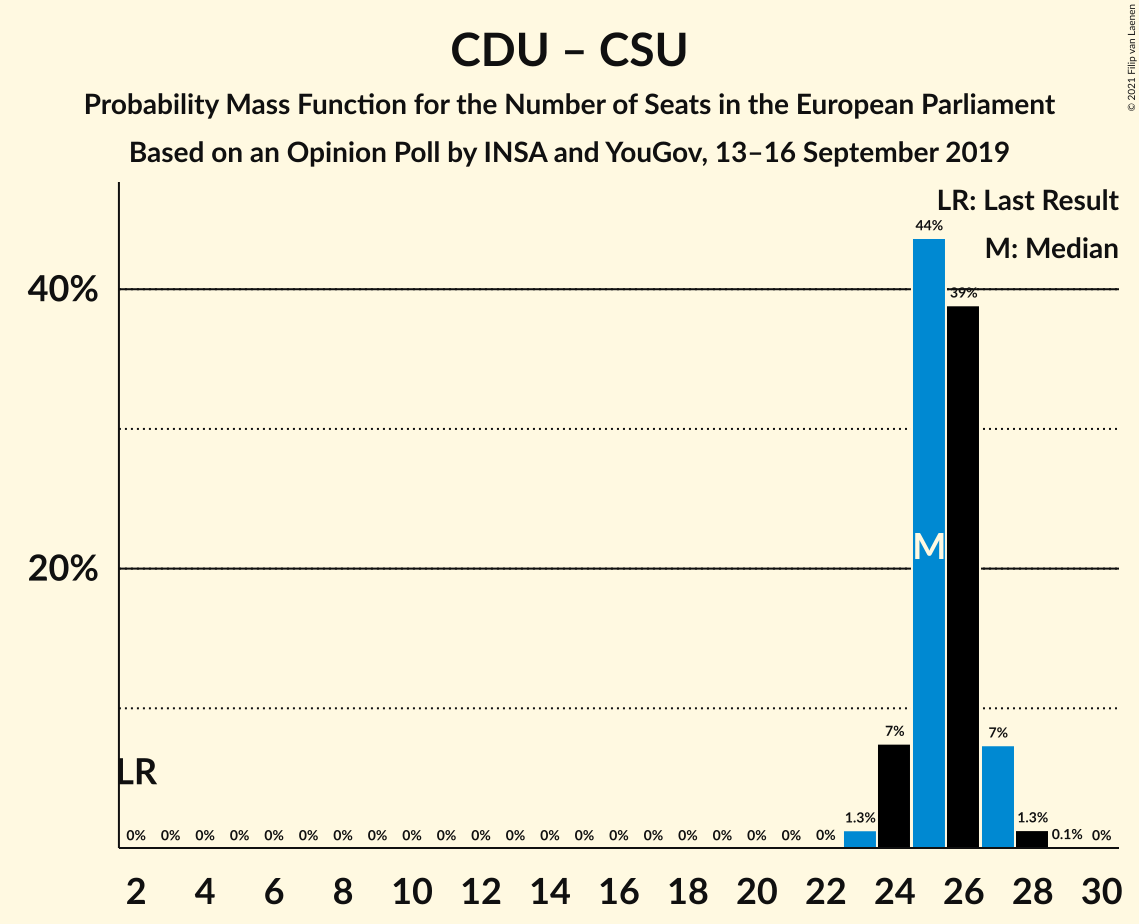 CDU – CSU
Probability Mass Function for the Number of Seats in the European Parliament
Based on an Opinion Poll by INSA and YouGov, 13–16 September 2019
© 2021 Filip van Laenen
LR: Last Result
M: Median
44%
40%
39%
M
20%
7%
7%
LR
1.3%
1.3%
0% 0% 0% 0% 0% 0% 0% 0% 0% 0% 0% 0% 0% 0% 0% 0% 0% 0% 0% 0% 0% 0.1% 0%
2 4 6 8 10 12 14 16 18 20 22 24 26 28 30